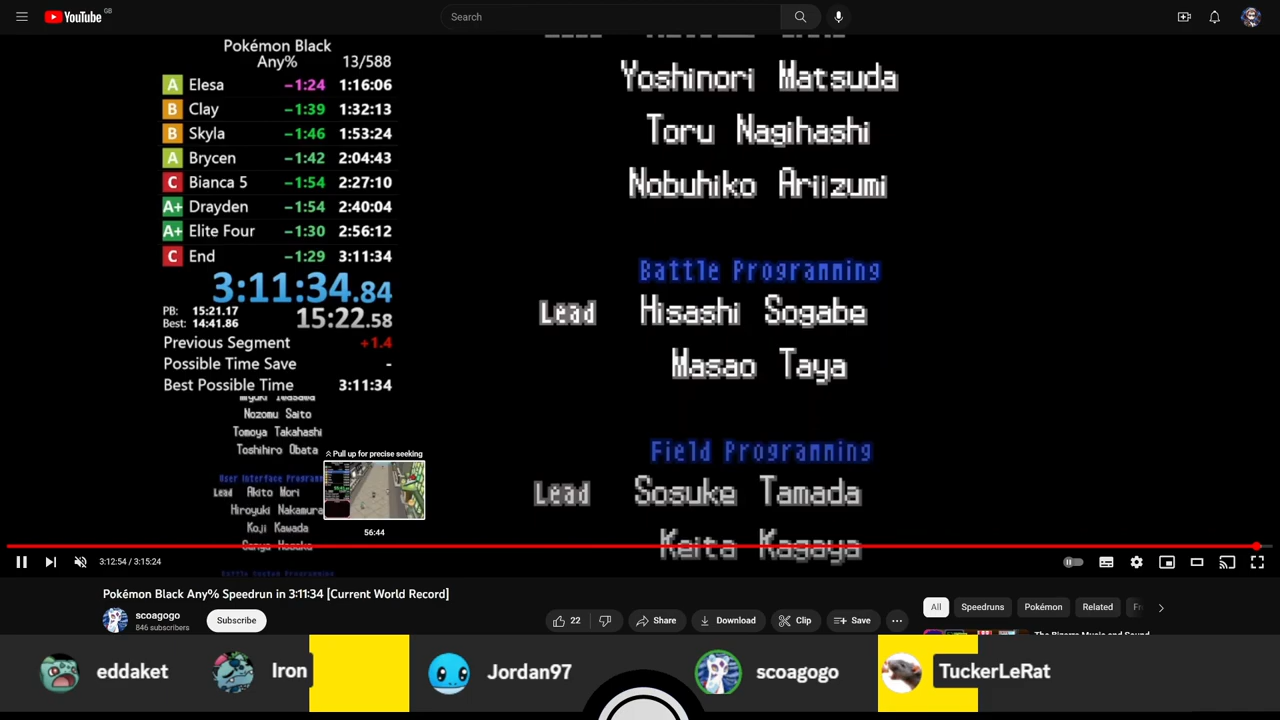 YouTube GB
Search
Pokémon Black
Any% 13/588
A Elesa −1:24 1:16:06
B Clay −1:39 1:32:13
B Skyla −1:46 1:53:24
A Brycen −1:42 2:04:43
C Bianca 5 −1:54 2:27:10
A+ Drayden −1:54 2:40:04
A+ Elite Four −1:30 2:56:12
C End −1:29 3:11:34
3:11:34.84
PB: 15:21.17
Best: 14:41.86
15:22.58
Previous Segment +1.4
Possible Time Save -
Best Possible Time 3:11:34
Nozomu Saito
Tomoya Takahashi
Toshihiro Obata
User Interface
Lead Akito Mori
Hiroyuki Nakamura
Koji Kawada
Yoshinori Matsuda
Toru Nagihashi
Nobuhiko Ariizumi
Battle Programming
Lead Hisashi Sogabe
Masao Taya
Field Programming
Lead Sosuke Tamada
Keita Kagaya
Pull up for precise seeking
56:44
3:12:54 / 3:15:24
Pokémon Black Any% Speedrun in 3:11:34 [Current World Record]
scoagogo
846 subscribers
Subscribe
22
Share
Download
Clip
Save
All
Speedruns
Pokémon
Related
The Bizarre Music and Sound
eddaket
Iron
Jordan97
scoagogo
TuckerLeRat